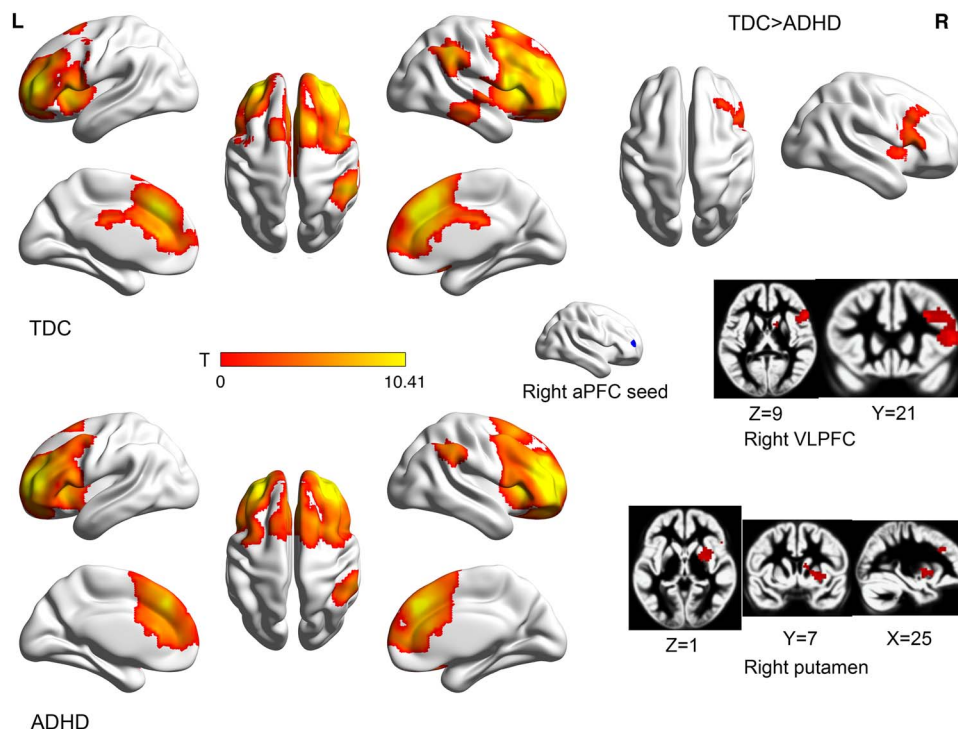 L
TDC>ADHD
R
TDC
T
0
10.41
Right aPFC seed
Z=9
Y=21
Right VLPFC
Z=1
Y=7
X=25
Right putamen
ADHD